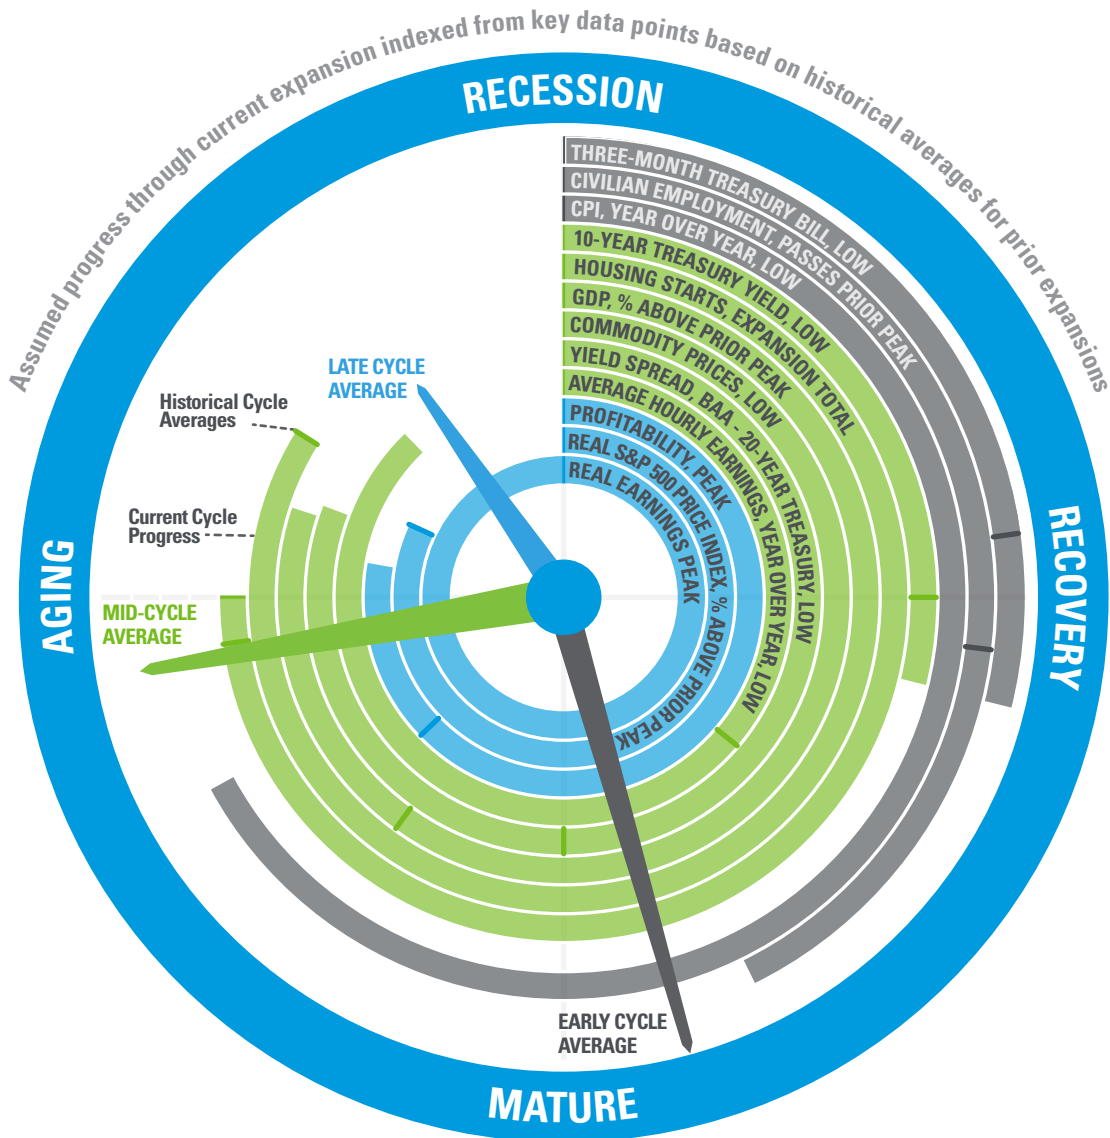 Assumed progress through current expansion indexed from key data points based on historical averages for prior expansions
RECESSION
THREE-MONTH TREASURY BILL, LOW
CIVILIAN EMPLOYMENT, PASSES PRIOR PEAK
CPI, YEAR OVER YEAR, LOW
10-YEAR TREASURY YIELD, LOW
HOUSING STARTS, EXPANSION TOTAL
GDP, % ABOVE PRIOR PEAK
COMMODITY PRICES, LOW
YIELD SPREAD, BAA - 20-YEAR TREASURY, LOW
AVERAGE HOURLY EARNINGS, YEAR OVER YEAR, LOW
PROFITABILITY, PEAK
REAL S&P 500 PRICE INDEX, % ABOVE PRIOR PEAK
REAL EARNINGS PEAK
LATE CYCLE
AVERAGE
Historical Cycle
Averages
Current Cycle
Progress
AGING
MID-CYCLE
AVERAGE
RECOVERY
EARLY CYCLE
AVERAGE
MATURE